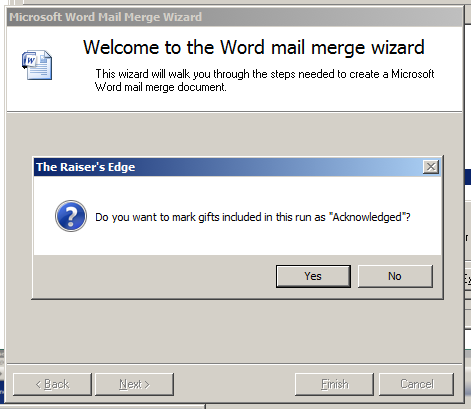 Microsoft Word Mail Merge Wizard
Welcome to the Word mail merge wizard
This wizard will walk you through the steps needed to create a Microsoft
Word mail merge document.
The Raiser's Edge
Do you want to mark gifts included in this run as "Acknowledged"?
Yes No
< Back Next > Finish Cancel